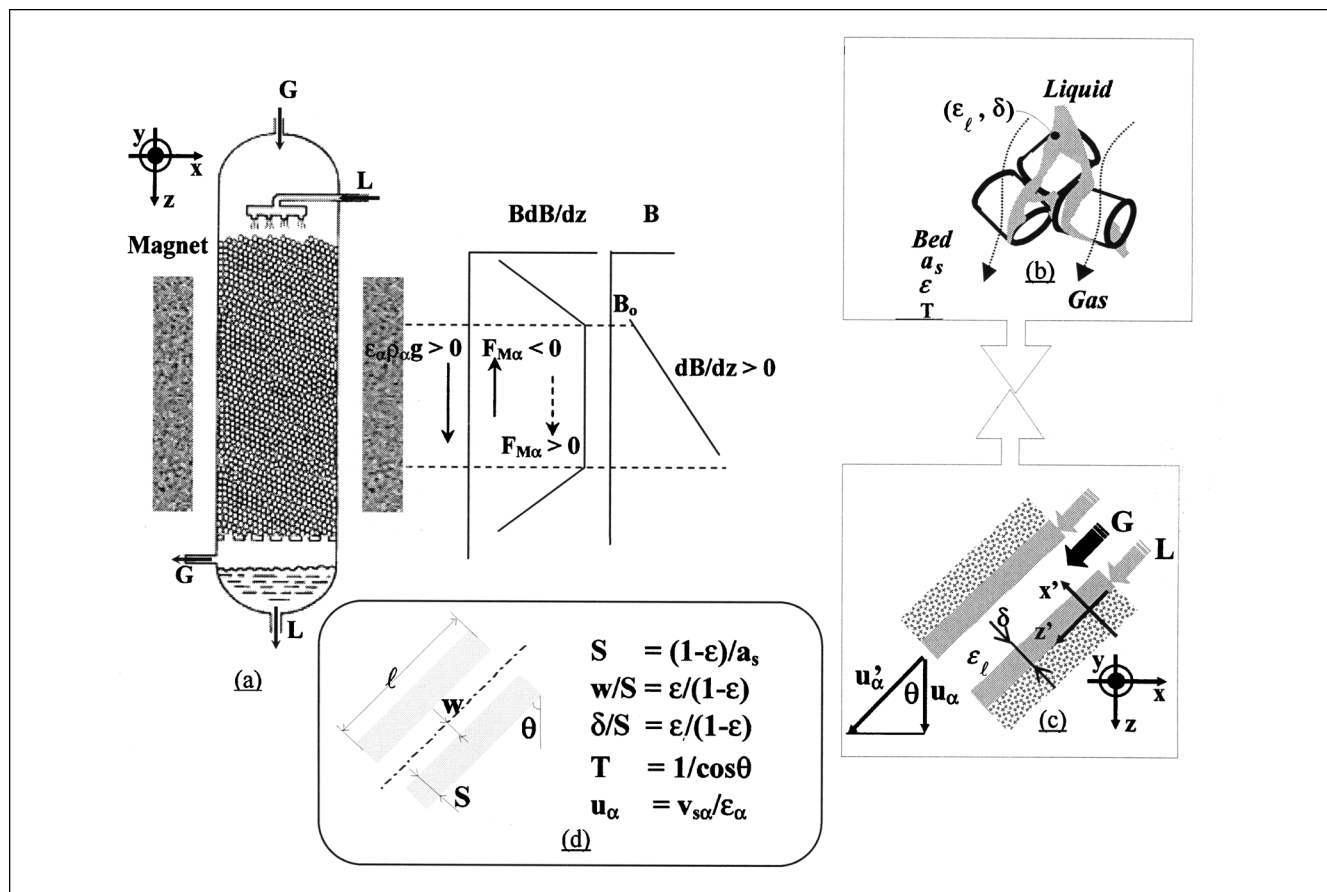 G
y
x
z
L
Magnet
G
L
(a)
BdB/dz
B
B₀
εαραg > 0
FMα < 0
FMα > 0
dB/dz > 0
Liquid
(εℓ, δ)
Bed
aₛ
ε
T
(b)
Gas
G
L
x'
δ
z'
εℓ
u'α
θ
uα
y
x
z
(c)
ℓ
w
θ
S
S = (1-ε)/aₛ
w/S = ε/(1-ε)
δ/S = ε/(1-ε)
T = 1/cosθ
uα = vsα/εα
(d)